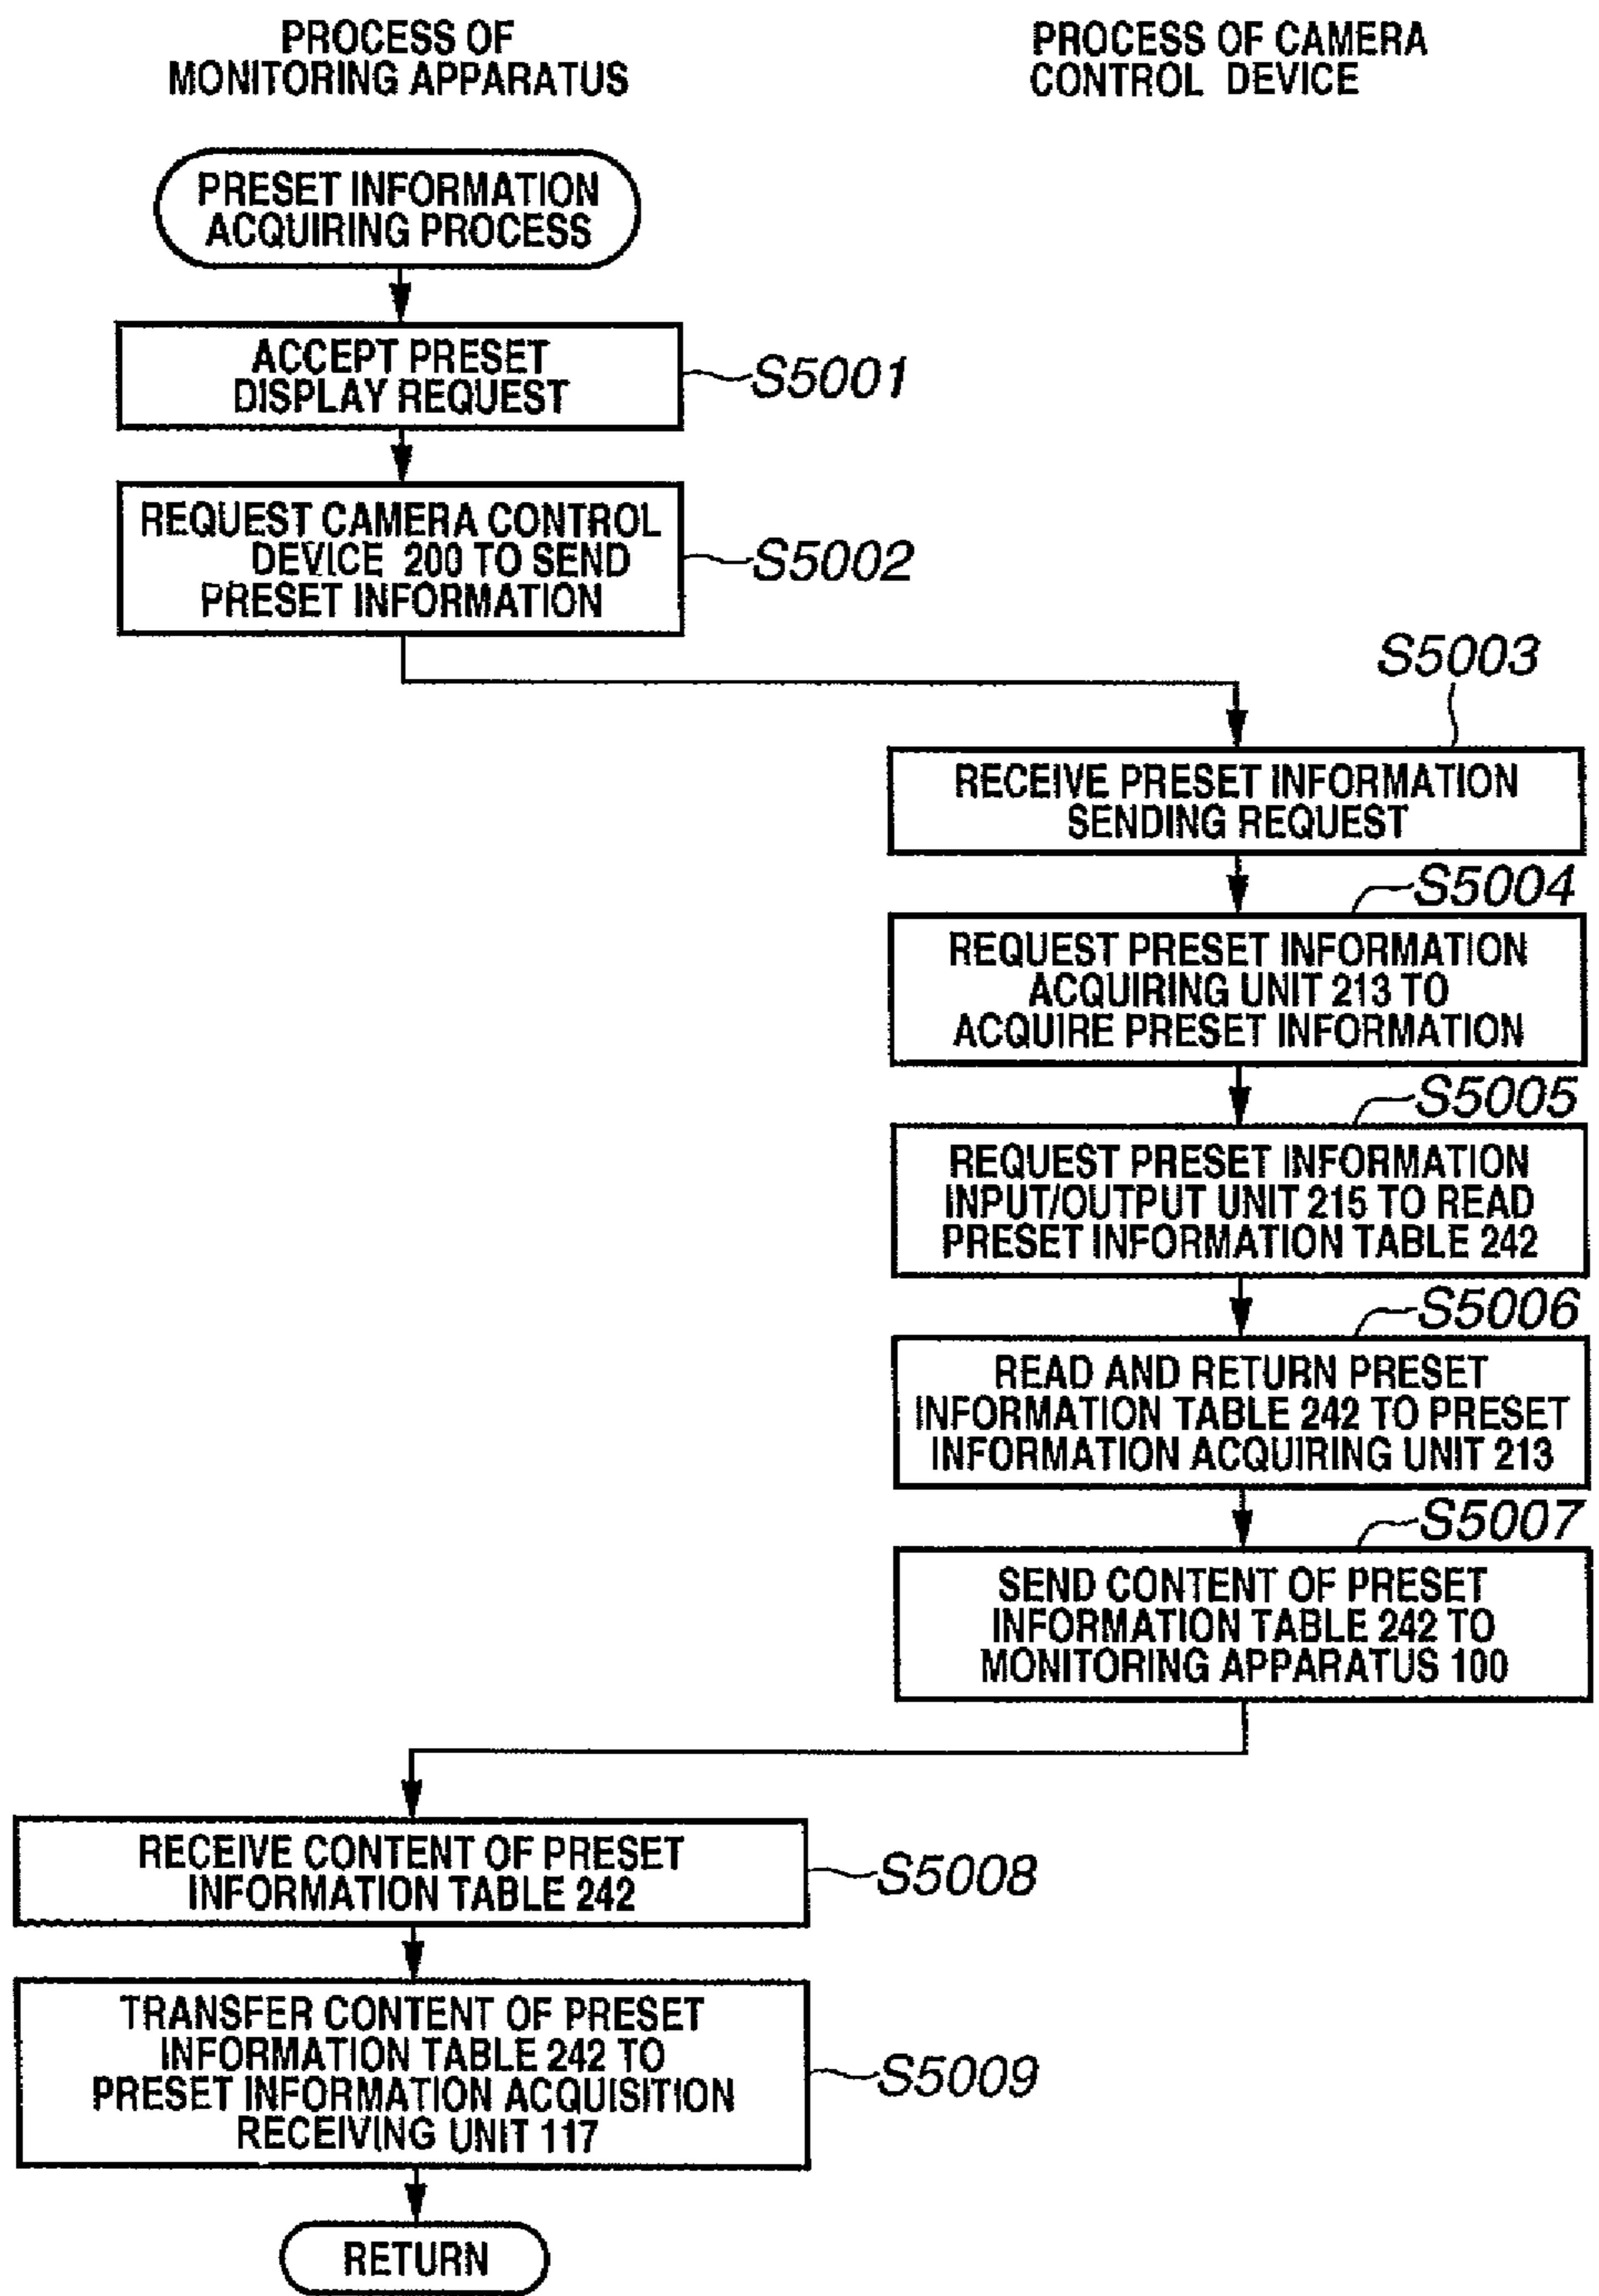 PROCESS OF
MONITORING APPARATUS
PROCESS OF CAMERA
CONTROL DEVICE
PRESET INFORMATION
ACQUIRING PROCESS
ACCEPT PRESET
DISPLAY REQUEST
S5001
REQUEST CAMERA CONTROL
DEVICE 200 TO SEND
PRESET INFORMATION
S5002
S5003
RECEIVE PRESET INFORMATION
SENDING REQUEST
S5004
REQUEST PRESET INFORMATION
ACQUIRING UNIT 213 TO
ACQUIRE PRESET INFORMATION
S5005
REQUEST PRESET INFORMATION
INPUT/OUTPUT UNIT 215 TO READ
PRESET INFORMATION TABLE 242
S5006
READ AND RETURN PRESET
INFORMATION TABLE 242 TO PRESET
INFORMATION ACQUIRING UNIT 213
S5007
SEND CONTENT OF PRESET
INFORMATION TABLE 242 TO
MONITORING APPARATUS 100
RECEIVE CONTENT OF PRESET
INFORMATION TABLE 242
S5008
TRANSFER CONTENT OF PRESET
INFORMATION TABLE 242 TO
PRESET INFORMATION ACQUISITION
RECEIVING UNIT 117
S5009
RETURN